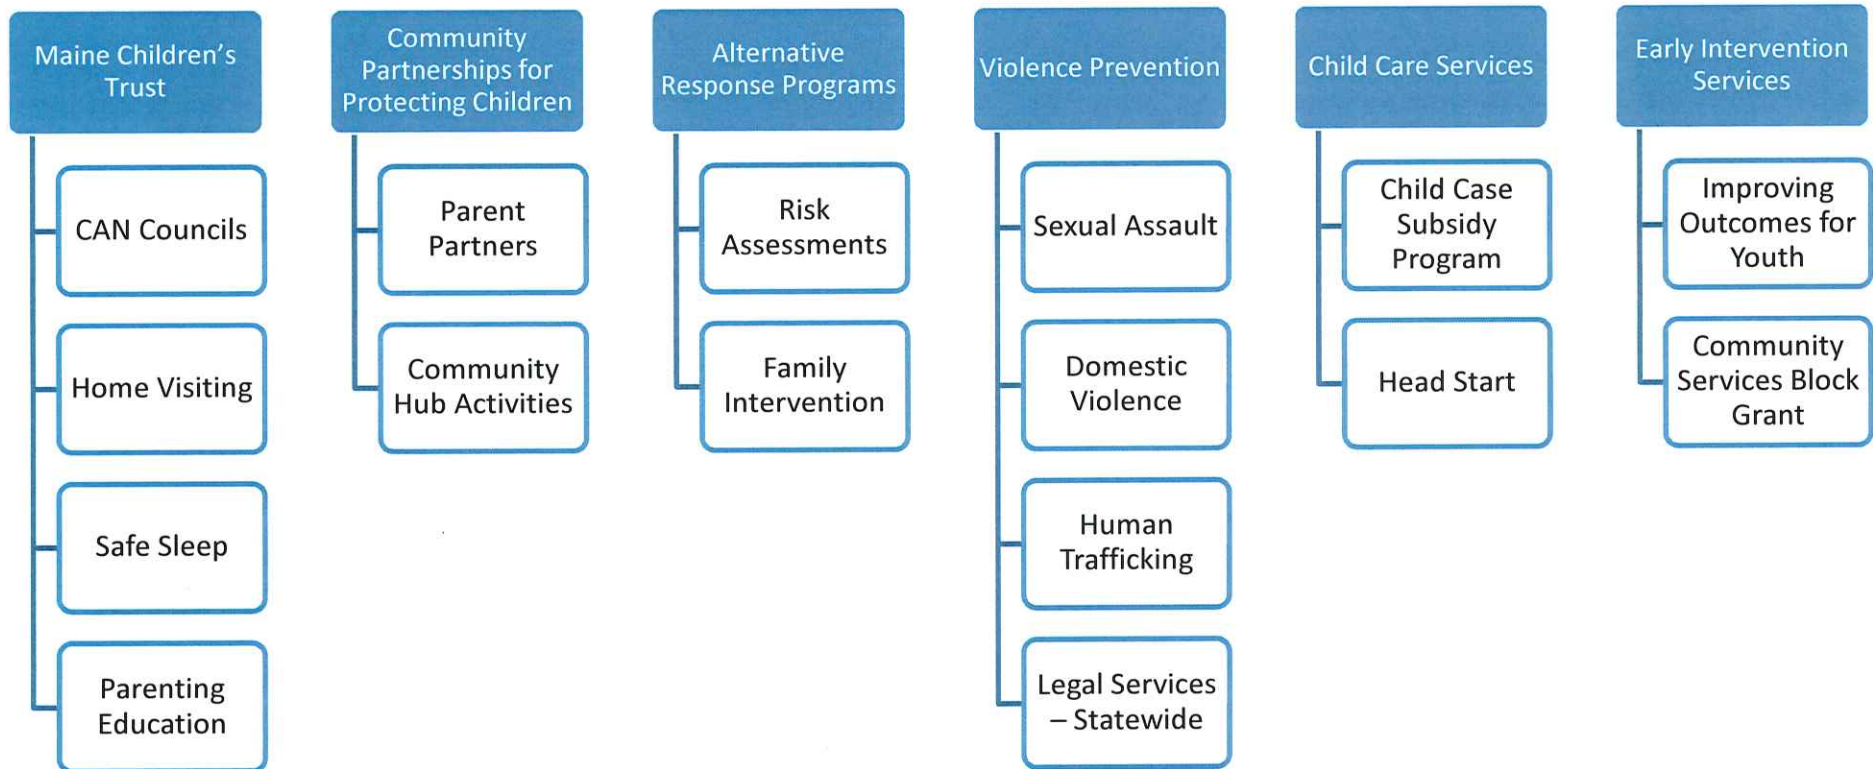 Maine Children's
Trust
CAN Councils
Home Visiting
Safe Sleep
Parenting
Education
Community
Partnerships for
Protecting Children
Parent
Partners
Community
Hub Activities
Alternative
Response Programs
Risk
Assessments
Family
Intervention
Violence Prevention
Sexual Assault
Domestic
Violence
Human
Trafficking
Legal Services
– Statewide
Child Care Services
Child Case
Subsidy
Program
Head Start
Early Intervention
Services
Improving
Outcomes for
Youth
Community
Services Block
Grant